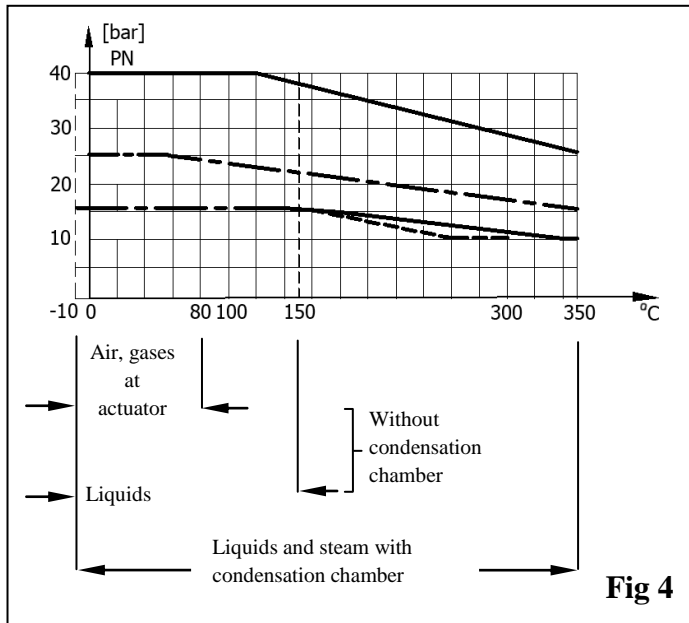 [bar]
PN
40
30
20
10
-10 0 80 100 150 300 350 °C
Air, gases
at
actuator
Without
condensation
chamber
Liquids
Liquids and steam with
condensation chamber
Fig 4